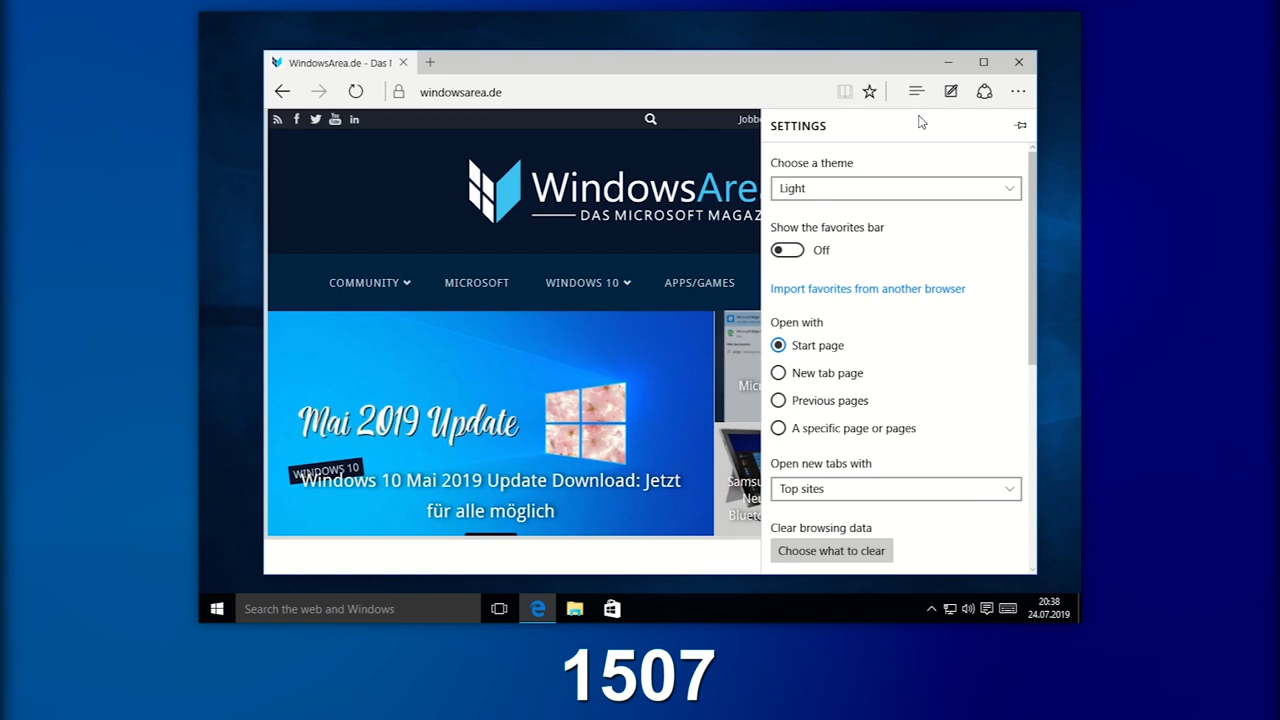 WindowsArea.de - Das
windowsarea.de
Jobb
SETTINGS
WindowsAre
DAS MICROSOFT MAGAZ
COMMUNITY
MICROSOFT
WINDOWS 10
APPS/GAMES
Mai 2019 Update
WINDOWS 10
Windows 10 Mai 2019 Update Download: Jetzt
für alle möglich
Mic
Samsu
Neu
Blueto
Choose a theme
Light
Show the favorites bar
Off
Import favorites from another browser
Open with
Start page
New tab page
Previous pages
A specific page or pages
Open new tabs with
Top sites
Clear browsing data
Choose what to clear
Search the web and Windows
20:38
24.07.2019
1507